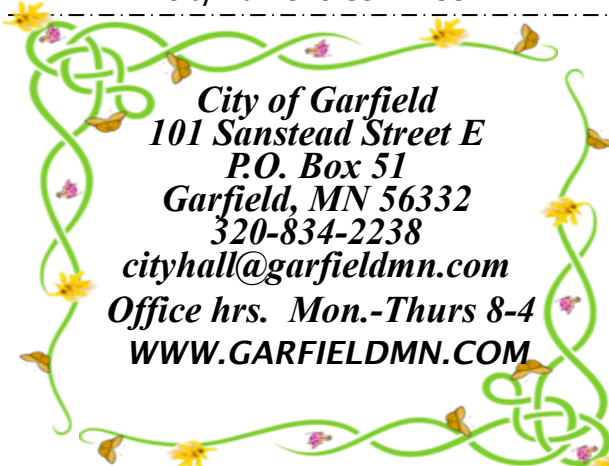 City of Garfield
101 Sanstead Street E
P.O. Box 51
Garfield, MN 56332
320-834-2238
cityhall@garfieldmn.com
Office hrs.  Mon.-Thurs 8-4
WWW.GARFIELDMN.COM